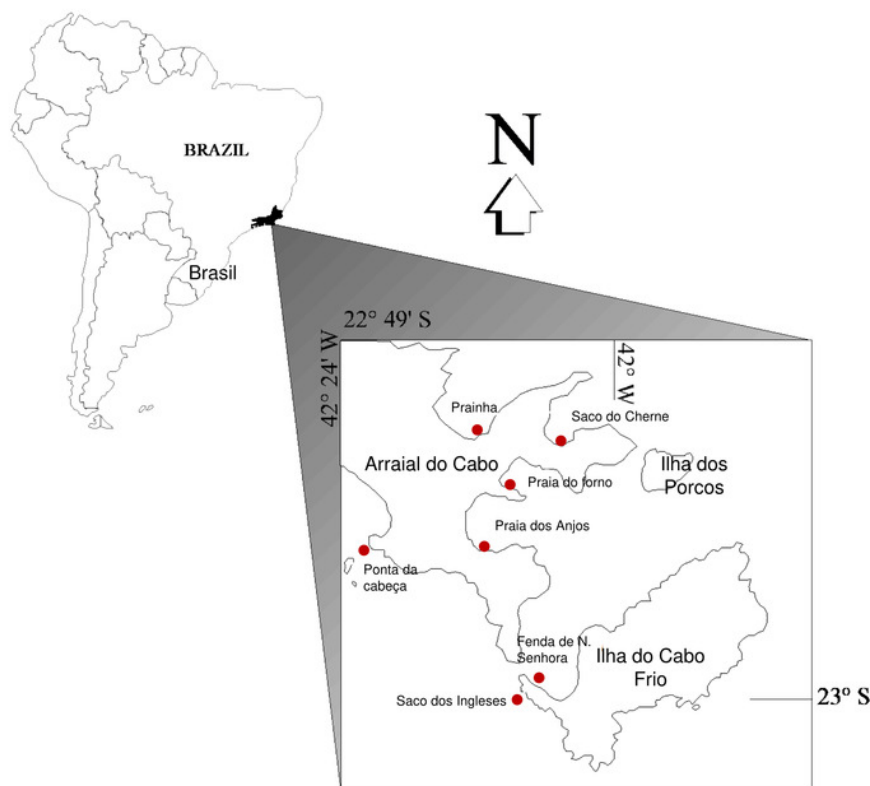 BRAZIL
N
Brasil
22° 49' S
42° 24' W
42° W
Prainha
Saco do Cherne
Arraial do Cabo
Ilha dos
Porcos
Praia do forno
Praia dos Anjos
Ponta da
cabeça
Fenda de N.
Senhora
Ilha do Cabo
Frio
Saco dos Ingleses
23° S